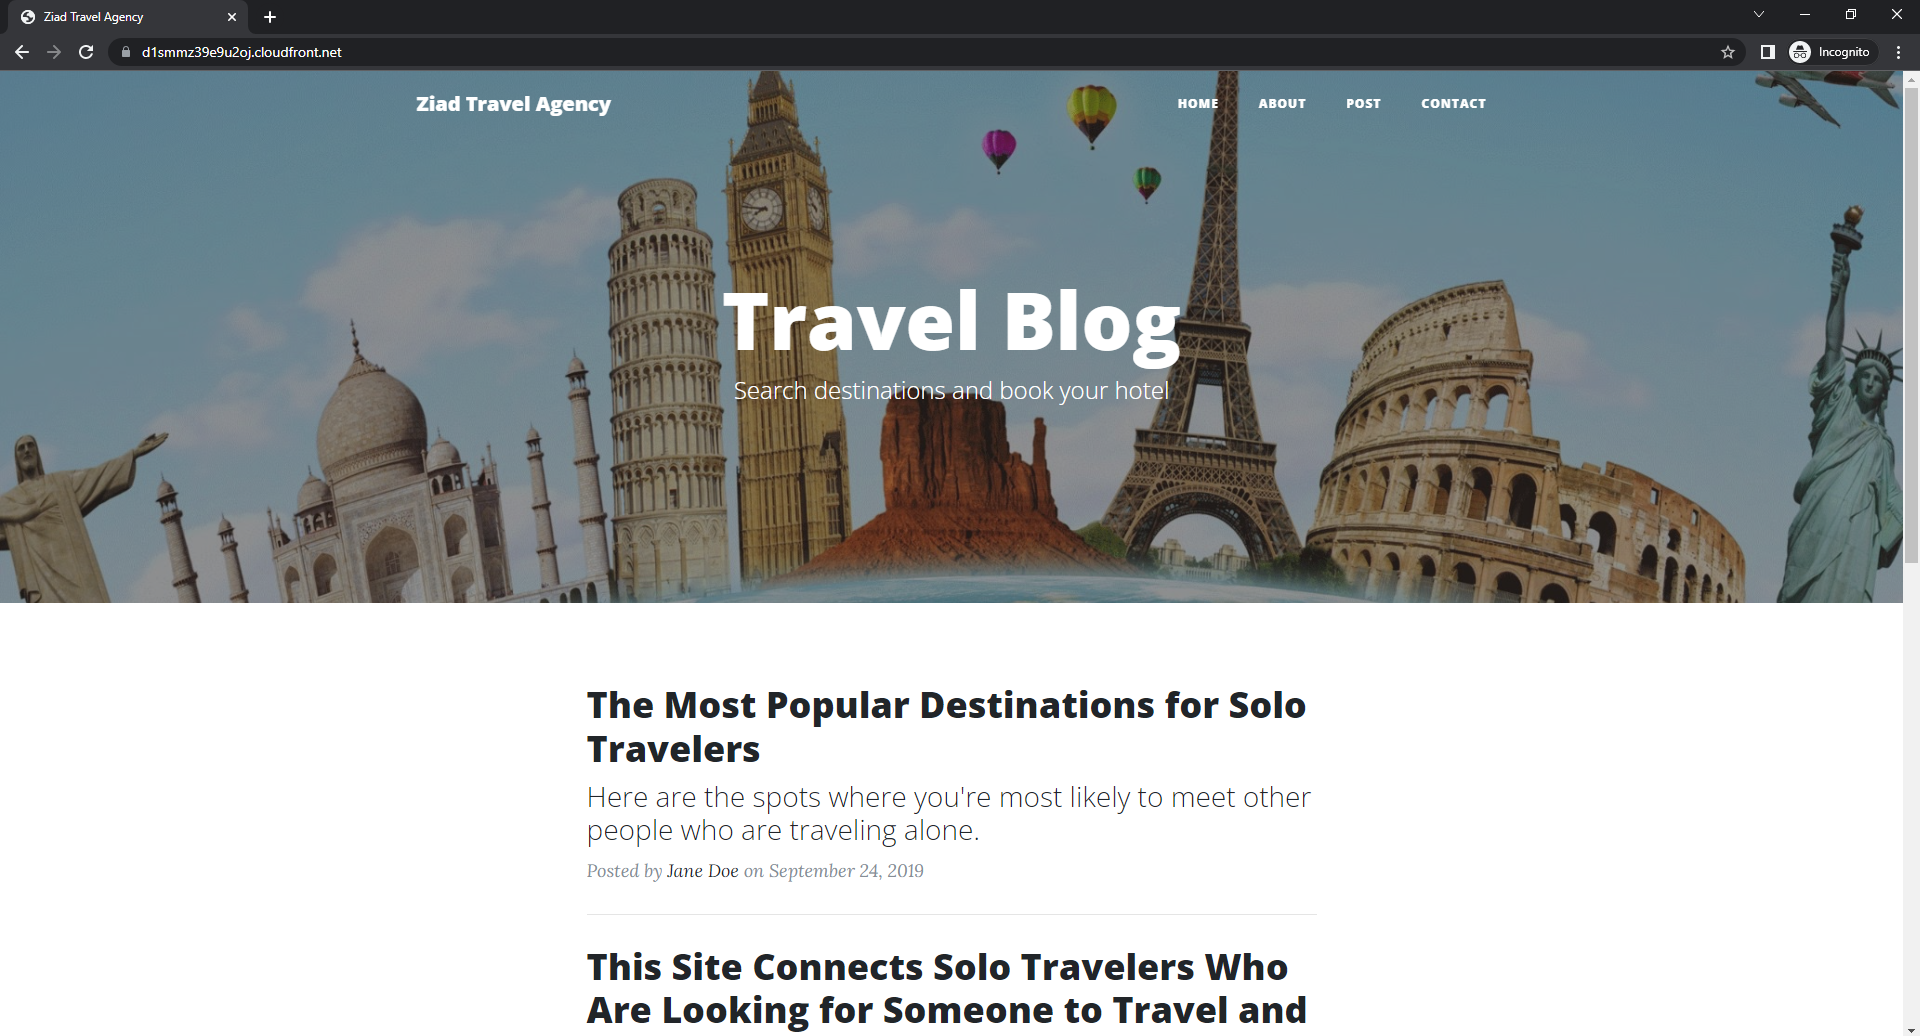 Ziad Travel Agency
d1smmz39e9u2oj.cloudfront.net
Incognito
Ziad Travel Agency
HOME ABOUT POST CONTACT
Travel Blog
Search destinations and book your hotel
The Most Popular Destinations for Solo
Travelers
Here are the spots where you're most likely to meet other
people who are traveling alone.
Posted by Jane Doe on September 24, 2019
This Site Connects Solo Travelers Who
Are Looking for Someone to Travel and